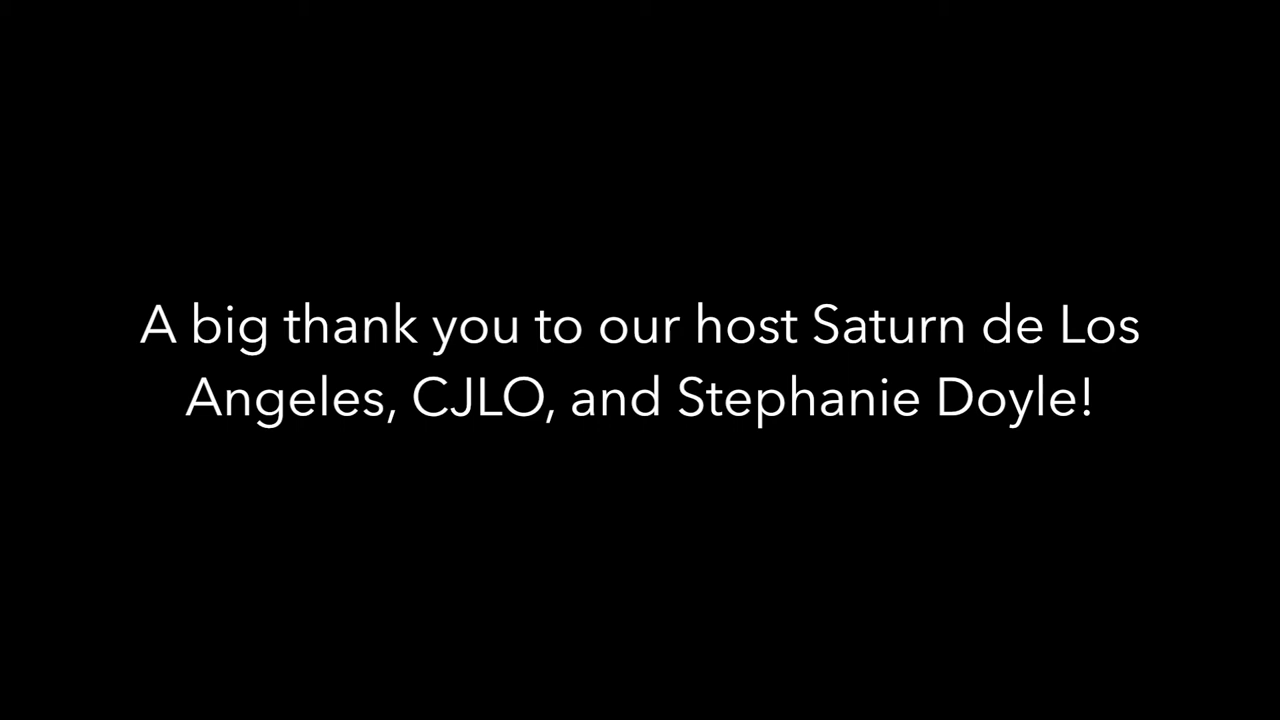 A big thank you to our host Saturn de Los
Angeles, CJLO, and Stephanie Doyle!